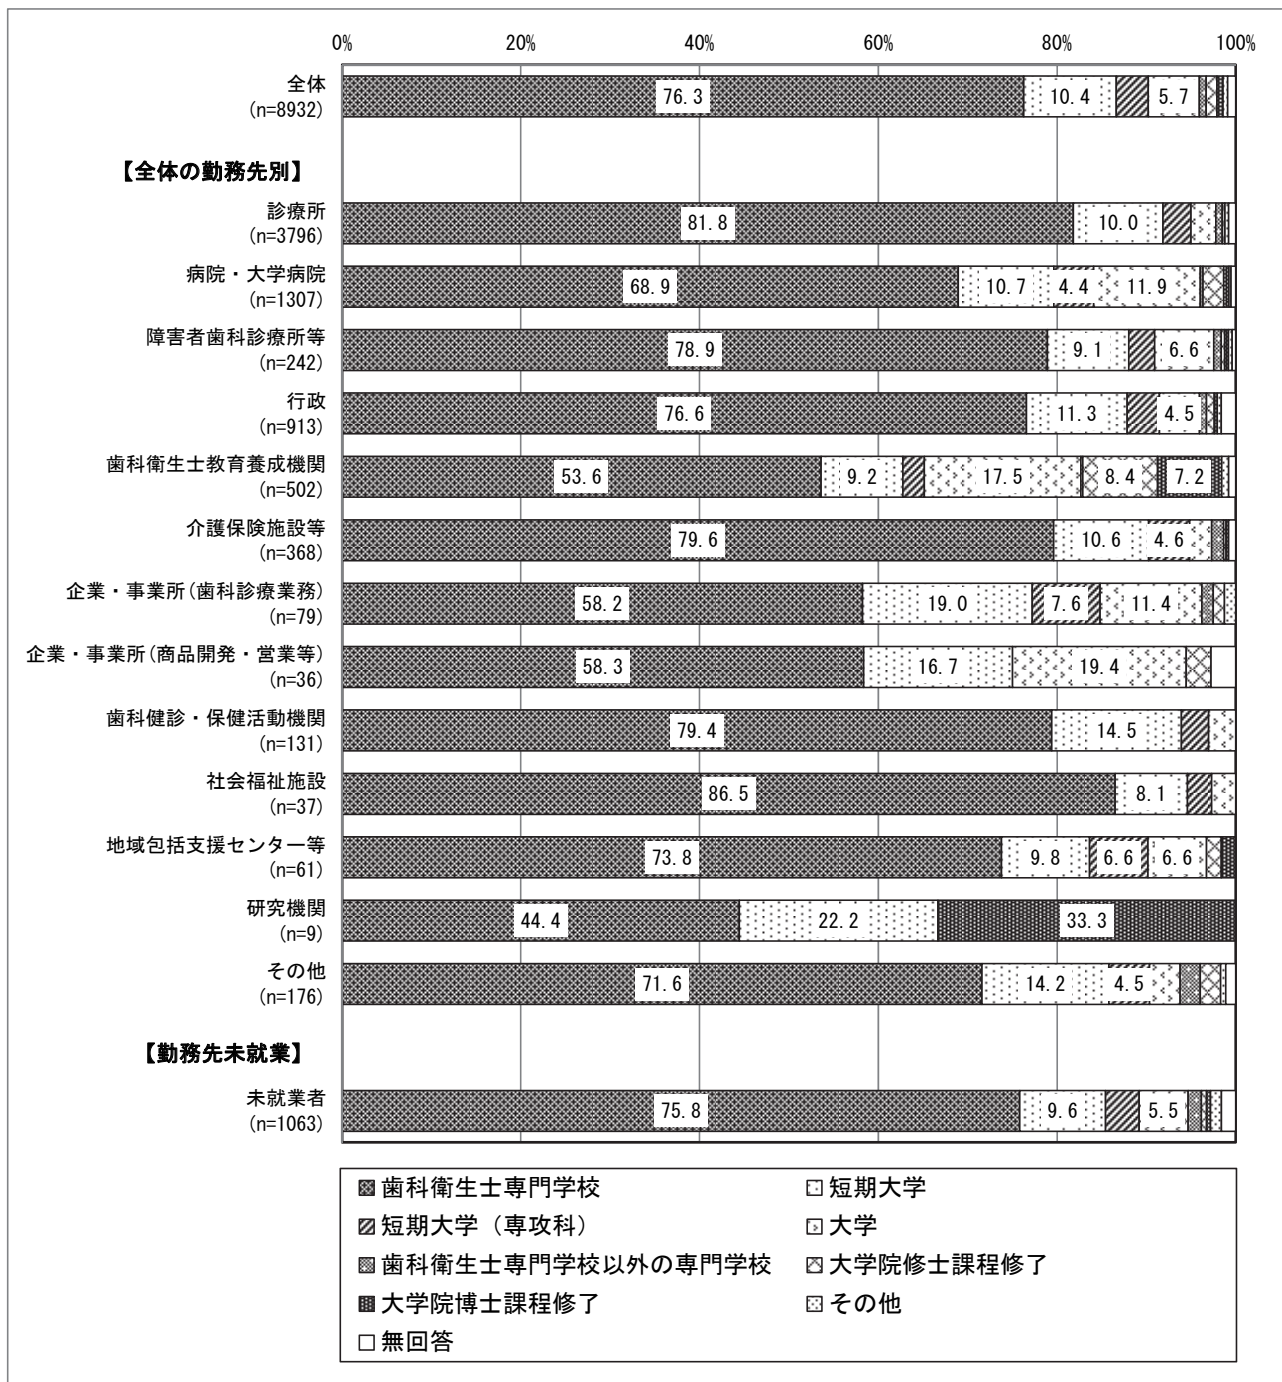 0% 20% 40% 60% 80% 100%
全体
(n=8932)
76.3 10.4 5.7
【全体の勤務先別】
診療所
(n=3796)
81.8 10.0
病院・大学病院
(n=1307)
68.9 10.7 4.4 11.9
障害者歯科診療所等
(n=242)
78.9 9.1 6.6
行政
(n=913)
76.6 11.3 4.5
歯科衛生士教育養成機関
(n=502)
53.6 9.2 17.5 8.4 7.2
介護保険施設等
(n=368)
79.6 10.6 4.6
企業・事業所(歯科診療業務)
(n=79)
58.2 19.0 7.6 11.4
企業・事業所(商品開発・営業等)
(n=36)
58.3 16.7 19.4
歯科健診・保健活動機関
(n=131)
79.4 14.5
社会福祉施設
(n=37)
86.5 8.1
地域包括支援センター等
(n=61)
73.8 9.8 6.6 6.6
研究機関
(n=9)
44.4 22.2 33.3
その他
(n=176)
71.6 14.2 4.5
【勤務先未就業】
未就業者
(n=1063)
75.8 9.6 5.5
歯科衛生士専門学校 短期大学
短期大学（専攻科） 大学
歯科衛生士専門学校以外の専門学校 大学院修士課程修了
大学院博士課程修了 その他
無回答